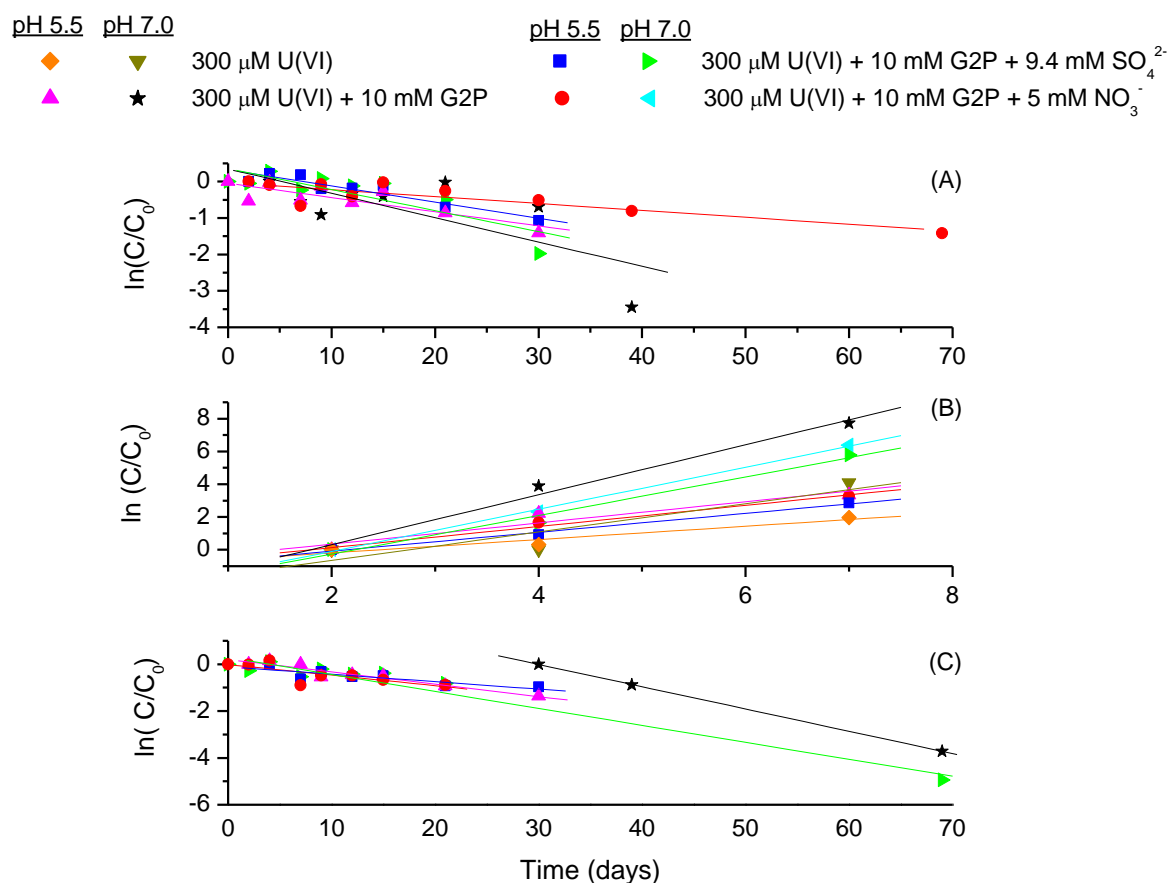 pH 5.5 pH 7.0
300 μM U(VI)
300 μM U(VI) + 10 mM G2P
pH 5.5 pH 7.0
300 μM U(VI) + 10 mM G2P + 9.4 mM SO₄²⁻
300 μM U(VI) + 10 mM G2P + 5 mM NO₃⁻
(A)
ln(C/C₀)
0
-1
-2
-3
-4
0 10 20 30 40 50 60 70
(B)
ln (C/C₀)
8
6
4
2
0
2 4 6 8
(C)
ln( C/C₀)
0
-2
-4
-6
0 10 20 30 40 50 60 70
Time (days)